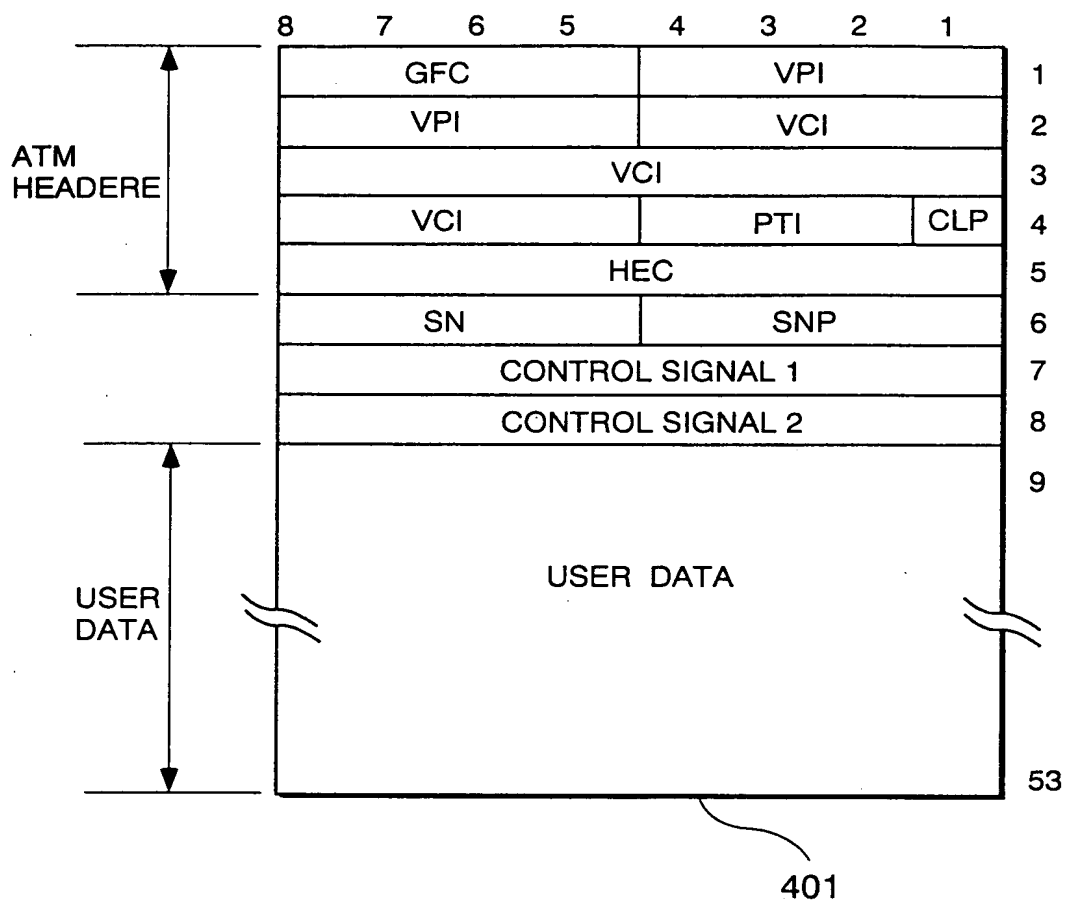 8 7 6 5 4 3 2 1
GFC VPI 1
VPI VCI 2
ATM
HEADERE
VCI 3
VCI PTI CLP 4
HEC 5
SN SNP 6
CONTROL SIGNAL 1 7
CONTROL SIGNAL 2 8
9
USER DATA
USER
DATA
53
401